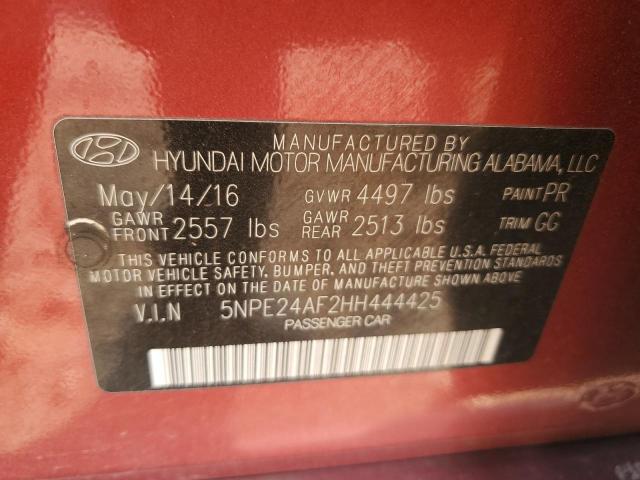 MANUFACTURED BY
HYUNDAI MOTOR MANUFACTURING ALABAMA, LLC
May/14/16 GVWR 4497 lbs PAINT PR
GAWR FRONT 2557 lbs GAWR REAR 2513 lbs TRIM GG
THIS VEHICLE CONFORMS TO ALL APPLICABLE U.S.A. FEDERAL
MOTOR VEHICLE SAFETY, BUMPER, AND THEFT PREVENTION STANDARDS
IN EFFECT ON THE DATE OF MANUFACTURE SHOWN ABOVE
V.I.N 5NPE24AF2HH444425
PASSENGER CAR